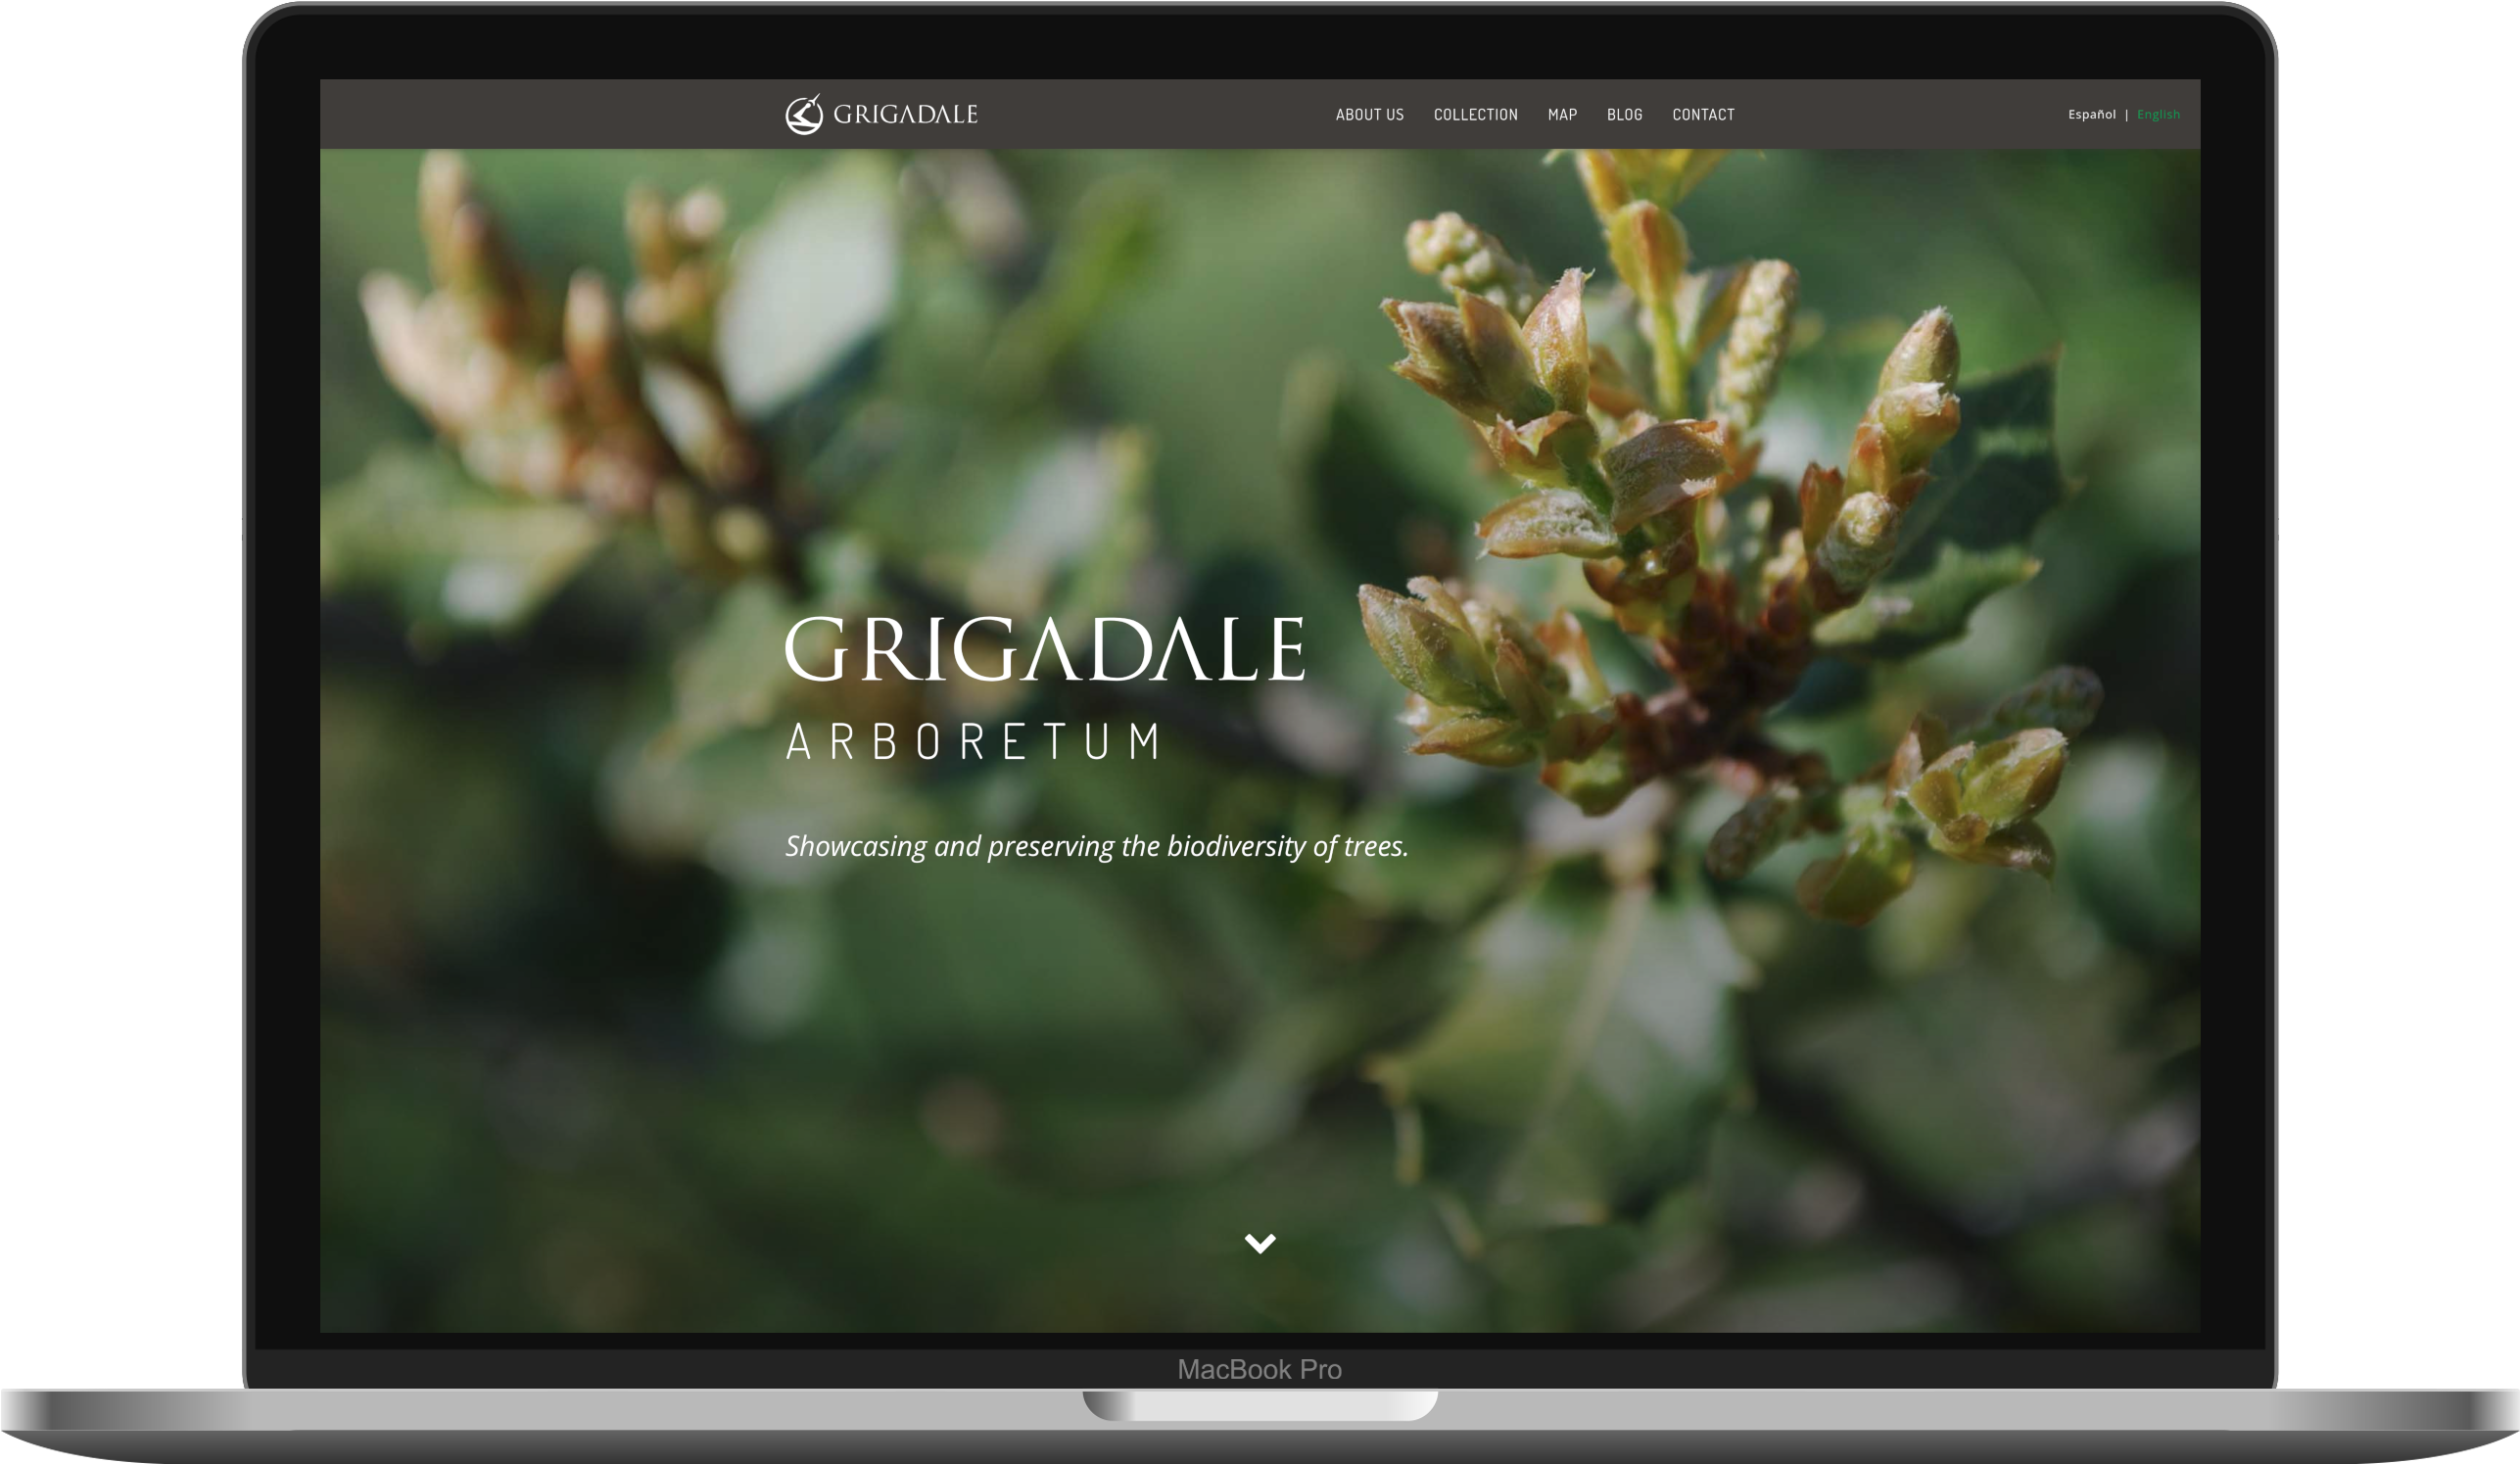 GRIGADALE
ABOUT US COLLECTION MAP BLOG CONTACT
Español | English
GRIGADALE
ARBORETUM
Showcasing and preserving the biodiversity of trees.
MacBook Pro